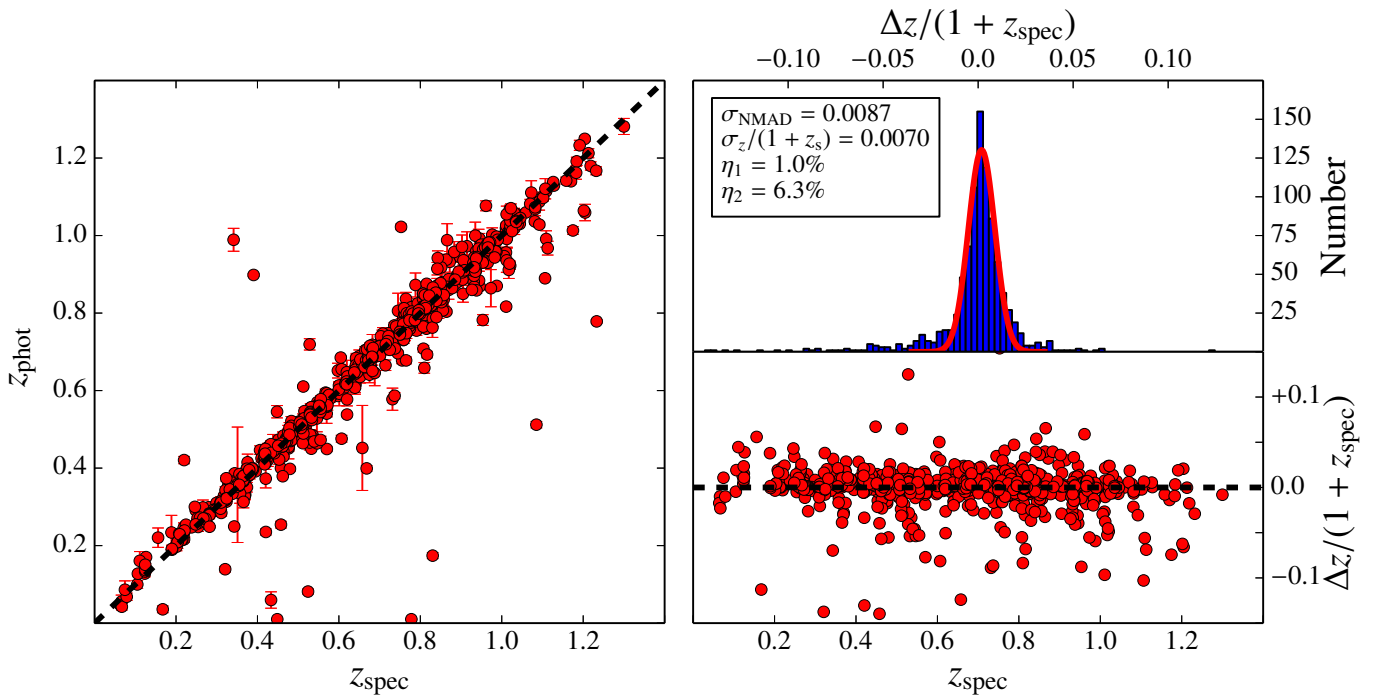 1.2
1.0
0.8
0.6
0.4
0.2
z_phot
0.2 0.4 0.6 0.8 1.0 1.2
z_spec
Δz/(1 + z_spec)
−0.10 −0.05 0.0 0.05 0.10
σ_NMAD = 0.0087
σ_z/(1 + z_s) = 0.0070
η_1 = 1.0%
η_2 = 6.3%
150
125
100
75
50
25
Number
+0.1
0.0
−0.1
Δz/(1 + z_spec)
0.2 0.4 0.6 0.8 1.0 1.2
z_spec